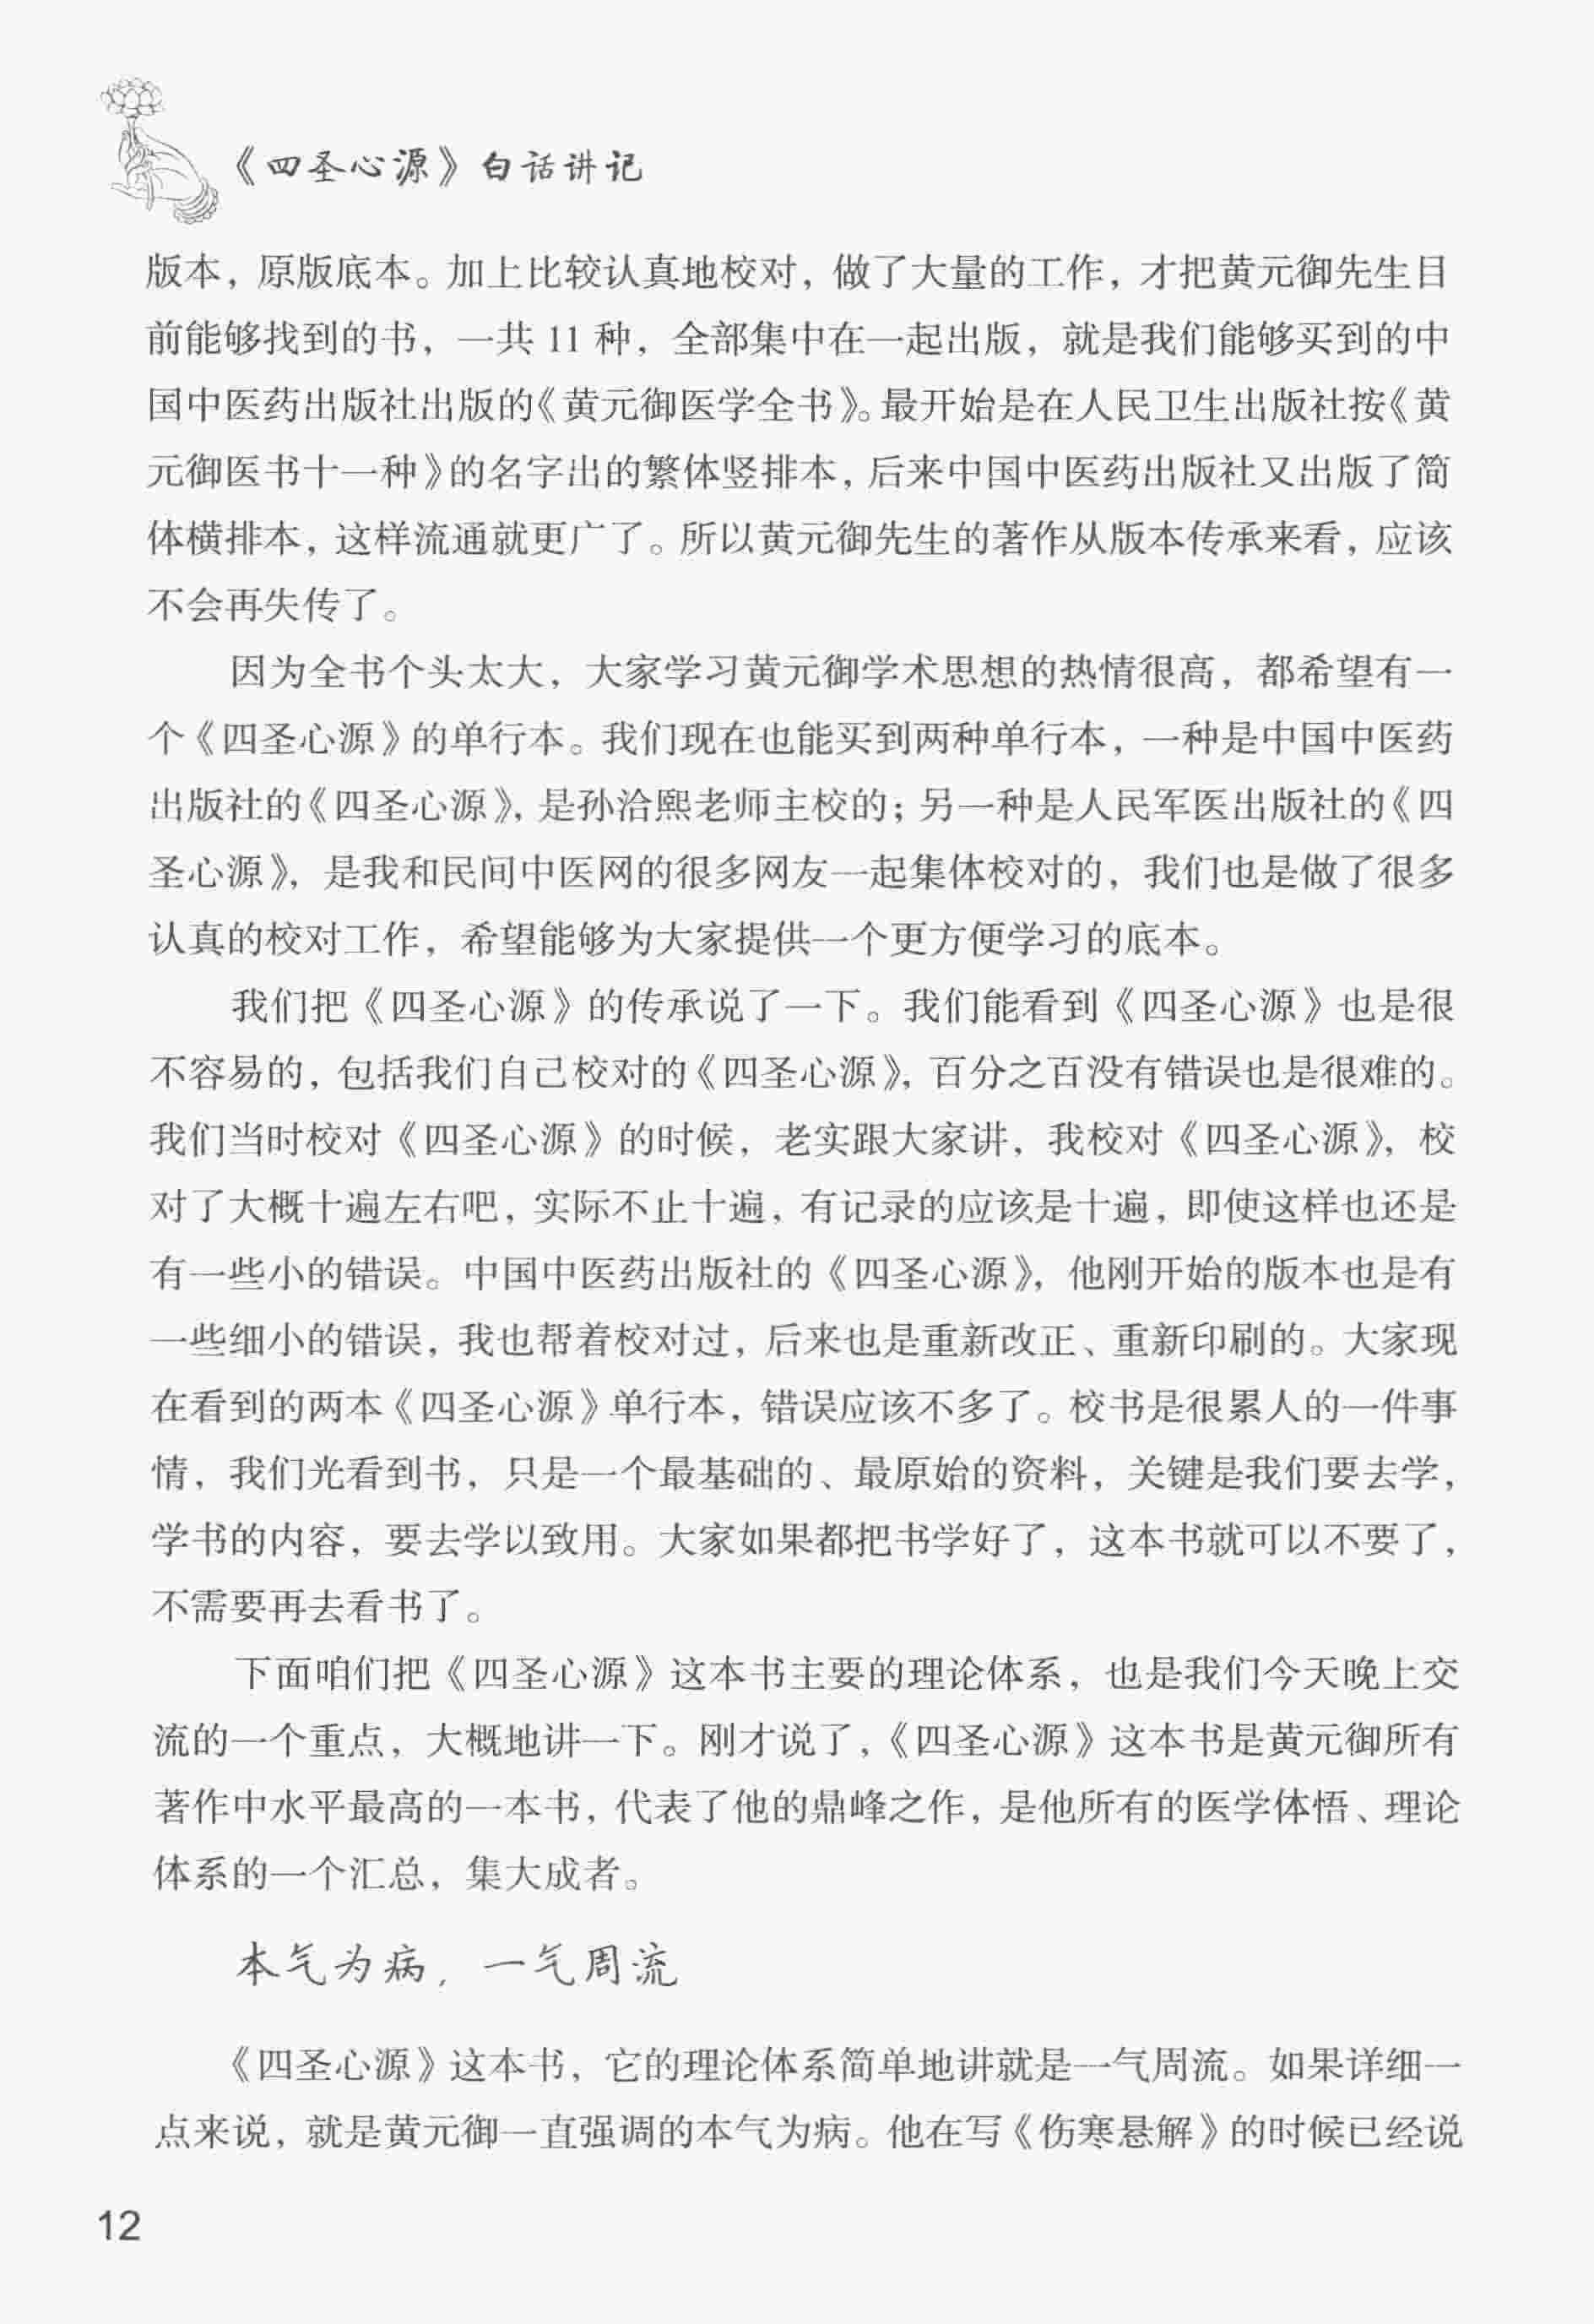 《四圣心源》白话讲记
版本，原版底本。加上比较认真地校对，做了大量的工作，才把黄元御先生目
前能够找到的书，一共 11 种，全部集中在一起出版，就是我们能够买到的中
国中医药出版社出版的《黄元御医学全书》。最开始是在人民卫生出版社按《黄
元御医书十一种》的名字出的繁体竖排本，后来中国中医药出版社又出版了简
体横排本，这样流通就更广了。所以黄元御先生的著作从版本传承来看，应该
不会再失传了。
因为全书个头太大，大家学习黄元御学术思想的热情很高，都希望有一
个《四圣心源》的单行本。我们现在也能买到两种单行本，一种是中国中医药
出版社的《四圣心源》，是孙洽熙老师主校的；另一种是人民军医出版社的《四
圣心源》，是我和民间中医网的很多网友一起集体校对的，我们也是做了很多
认真的校对工作，希望能够为大家提供一个更方便学习的底本。
我们把《四圣心源》的传承说了一下。我们能看到《四圣心源》也是很
不容易的，包括我们自己校对的《四圣心源》，百分之百没有错误也是很难的。
我们当时校对《四圣心源》的时候，老实跟大家讲，我校对《四圣心源》，校
对了大概十遍左右吧，实际不止十遍，有记录的应该是十遍，即使这样也还是
有一些小的错误。中国中医药出版社的《四圣心源》，他刚开始的版本也是有
一些细小的错误，我也帮着校对过，后来也是重新改正、重新印刷的。大家现
在看到的两本《四圣心源》单行本，错误应该不多了。校书是很累人的一件事
情，我们光看到书，只是一个最基础的、最原始的资料，关键是我们要去学，
学书的内容，要去学以致用。大家如果都把书学好了，这本书就可以不要了，
不需要再去看书了。
下面咱们把《四圣心源》这本书主要的理论体系，也是我们今天晚上交
流的一个重点，大概地讲一下。刚才说了，《四圣心源》这本书是黄元御所有
著作中水平最高的一本书，代表了他的鼎峰之作，是他所有的医学体悟、理论
体系的一个汇总，集大成者。
本气为病，一气周流
《四圣心源》这本书，它的理论体系简单地讲就是一气周流。如果详细一
点来说，就是黄元御一直强调的本气为病。他在写《伤寒悬解》的时候已经说
12